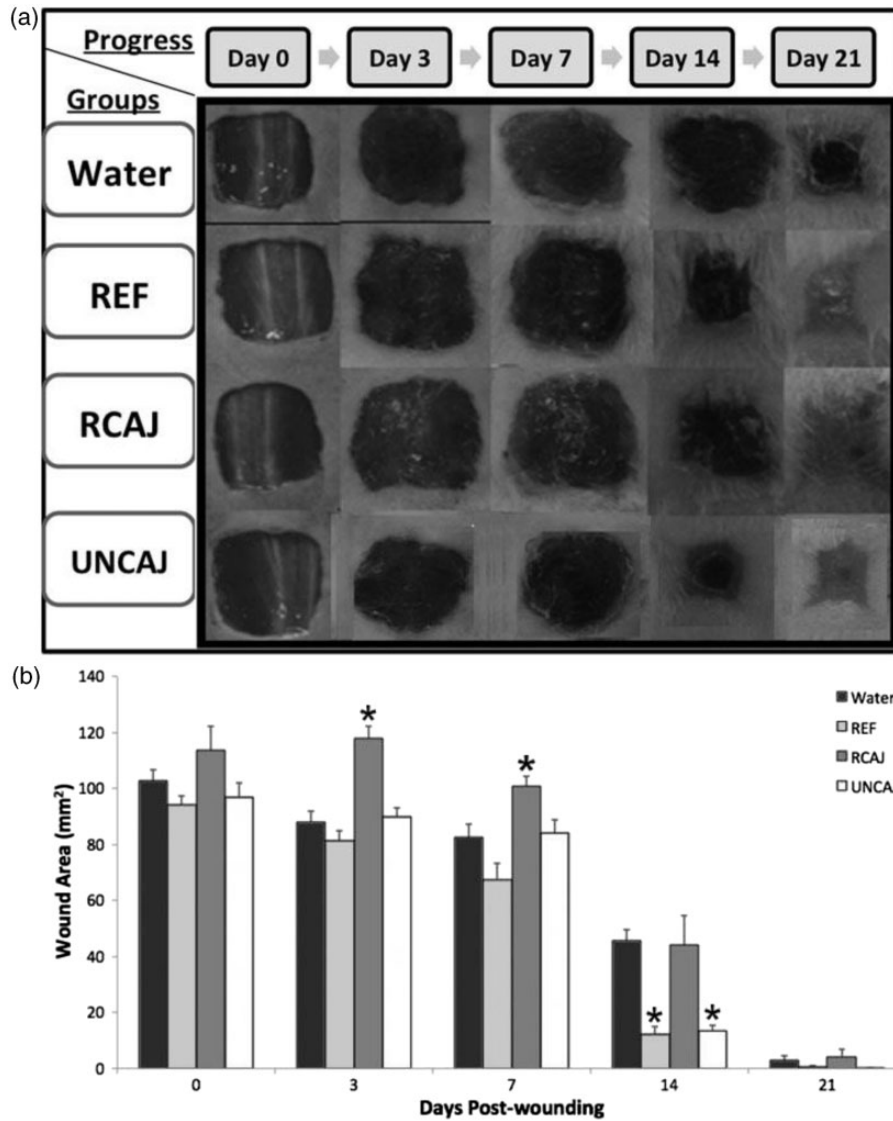 (a)
Progress
Day 0
Day 3
Day 7
Day 14
Day 21
Groups
Water
REF
RCAJ
UNCAJ
(b)
140
120
100
80
60
40
20
0
Wound Area (mm²)
* * * *
Water
REF
RCAJ
UNCA
0 3 7 14 21
Days Post-wounding